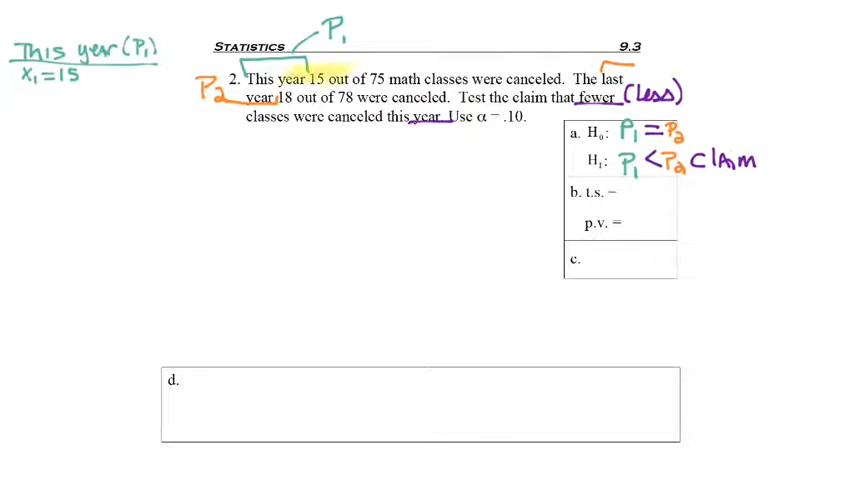 P₁
This year (P₁)
x₁ = 15
STATISTICS 9.3
2. This year 15 out of 75 math classes were canceled. The last
P₂ year 18 out of 78 were canceled. Test the claim that fewer (Less)
classes were canceled this year. Use α = .10.
a. H₀: P₁ = P₂
H₁: P₁ < P₂ Claim
b. t.s. =
p.v. =
c.
d.